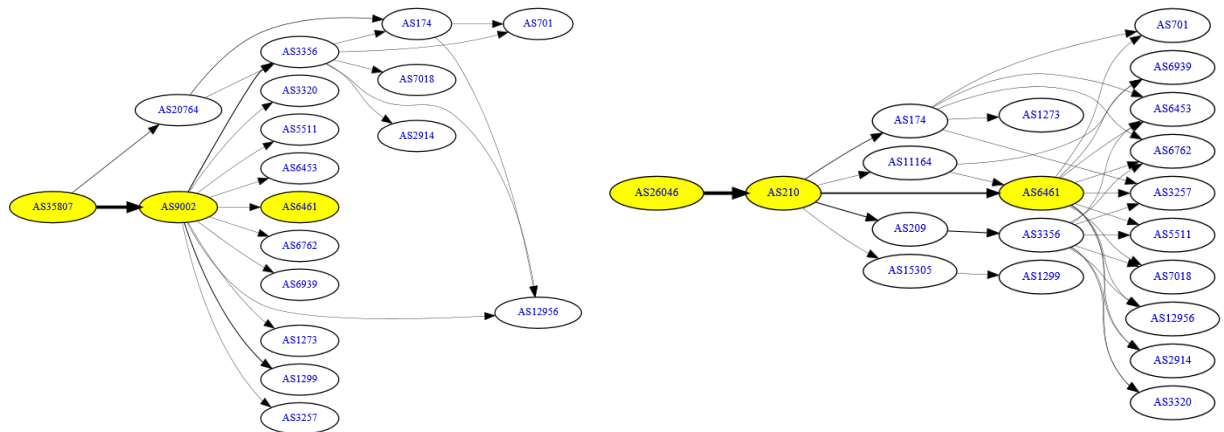 AS174
AS701
AS3356
AS7018
AS3320
AS20764
AS5511
AS2914
AS6453
AS35807
AS9002
AS6461
AS6762
AS6939
AS12956
AS1273
AS1299
AS3257
AS701
AS6939
AS6453
AS174
AS1273
AS6762
AS11164
AS26046
AS210
AS6461
AS3257
AS209
AS3356
AS5511
AS15305
AS1299
AS7018
AS12956
AS2914
AS3320